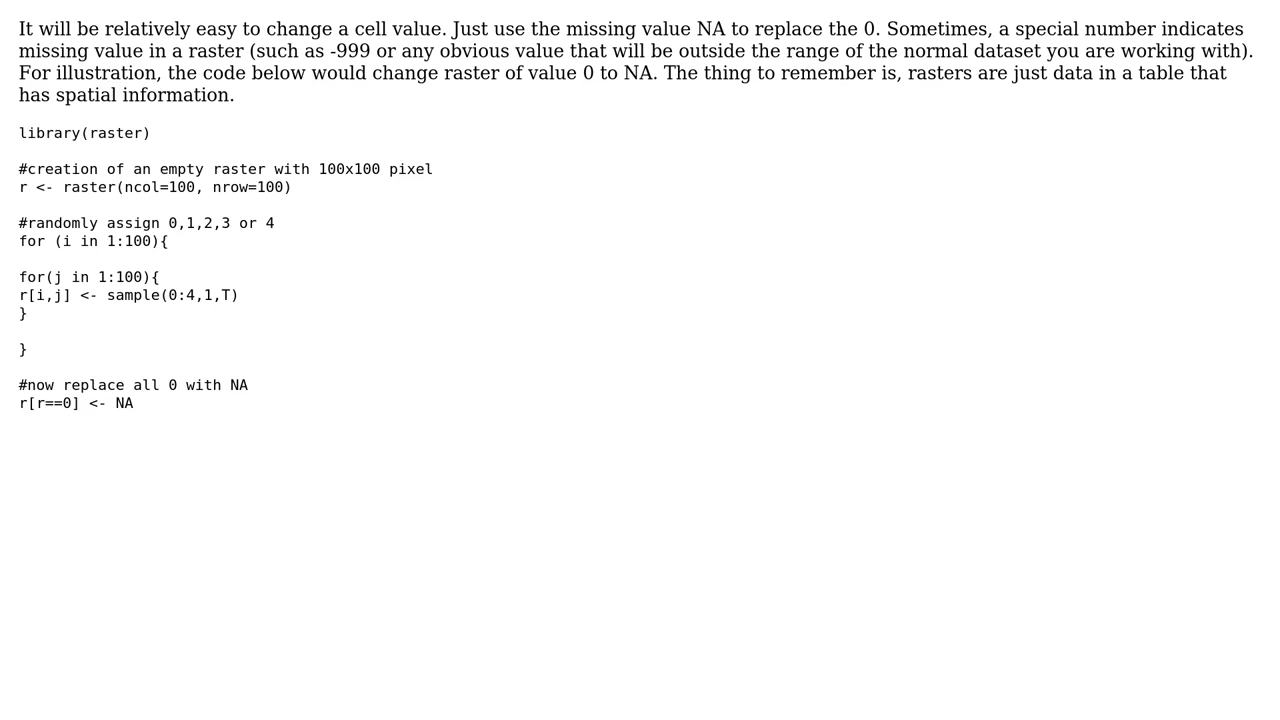 It will be relatively easy to change a cell value. Just use the missing value NA to replace the 0. Sometimes, a special number indicates
missing value in a raster (such as -999 or any obvious value that will be outside the range of the normal dataset you are working with).
For illustration, the code below would change raster of value 0 to NA. The thing to remember is, rasters are just data in a table that
has spatial information.
library(raster)
#creation of an empty raster with 100x100 pixel
r <- raster(ncol=100, nrow=100)
#randomly assign 0,1,2,3 or 4
for (i in 1:100){
for(j in 1:100){
r[i,j] <- sample(0:4,1,T)
}
}
#now replace all 0 with NA
r[r==0] <- NA